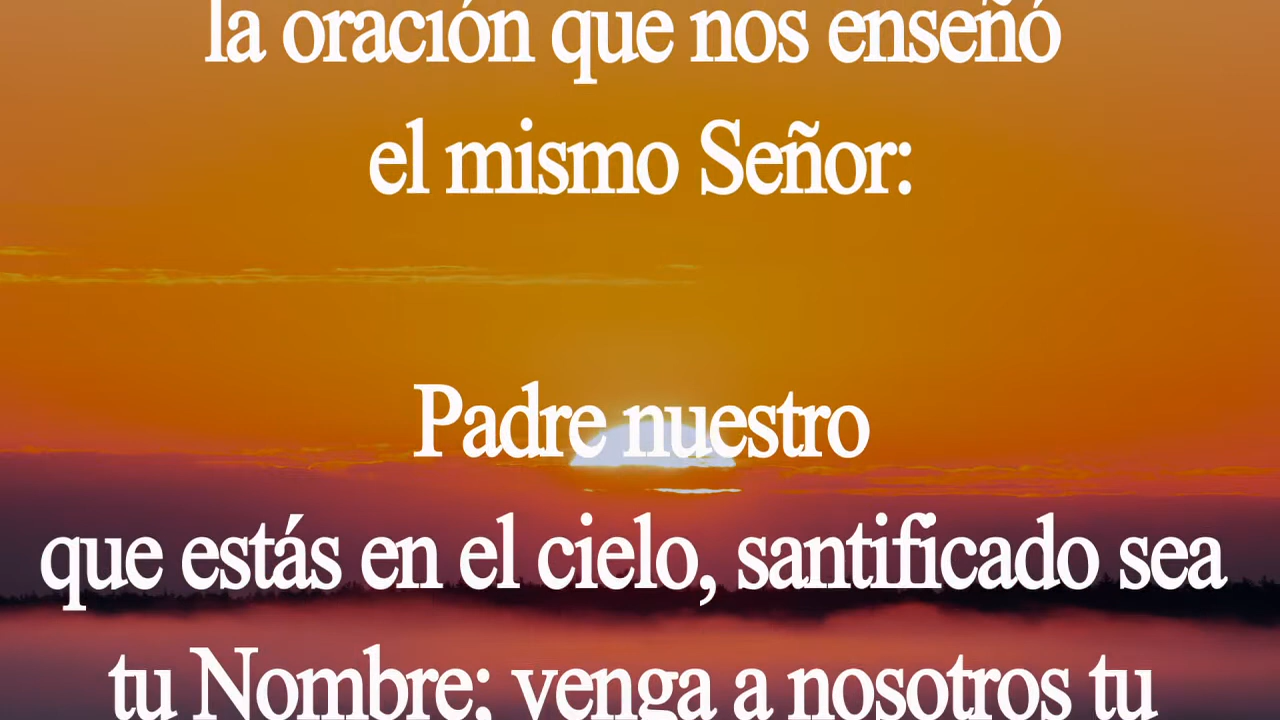 la oración que nos enseñó
el mismo Señor:
Padre nuestro
que estás en el cielo, santificado sea
tu Nombre; venga a nosotros tu